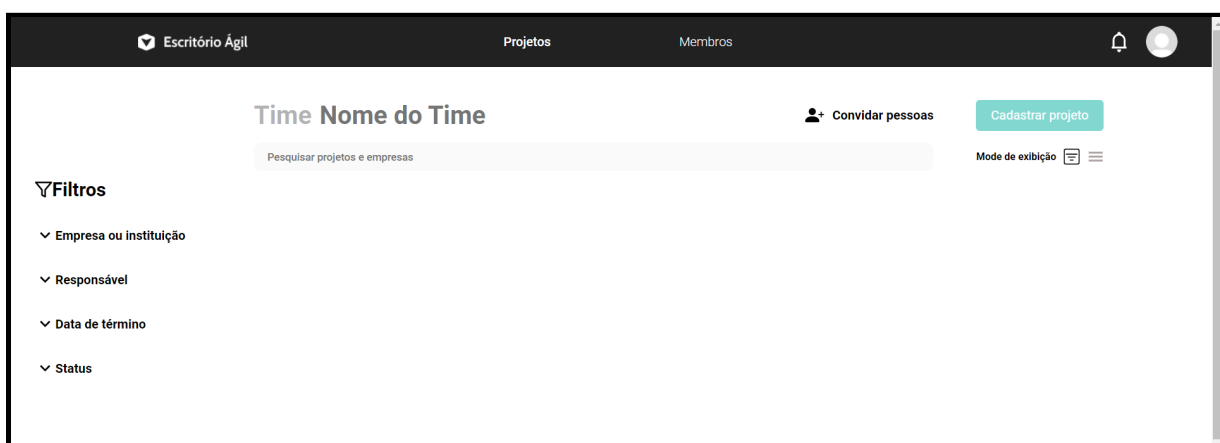 Escritório Ágil
Projetos
Membros
Time Nome do Time
Convidar pessoas
Cadastrar projeto
Pesquisar projetos e empresas
Mode de exibição
Filtros
Empresa ou instituição
Responsável
Data de término
Status